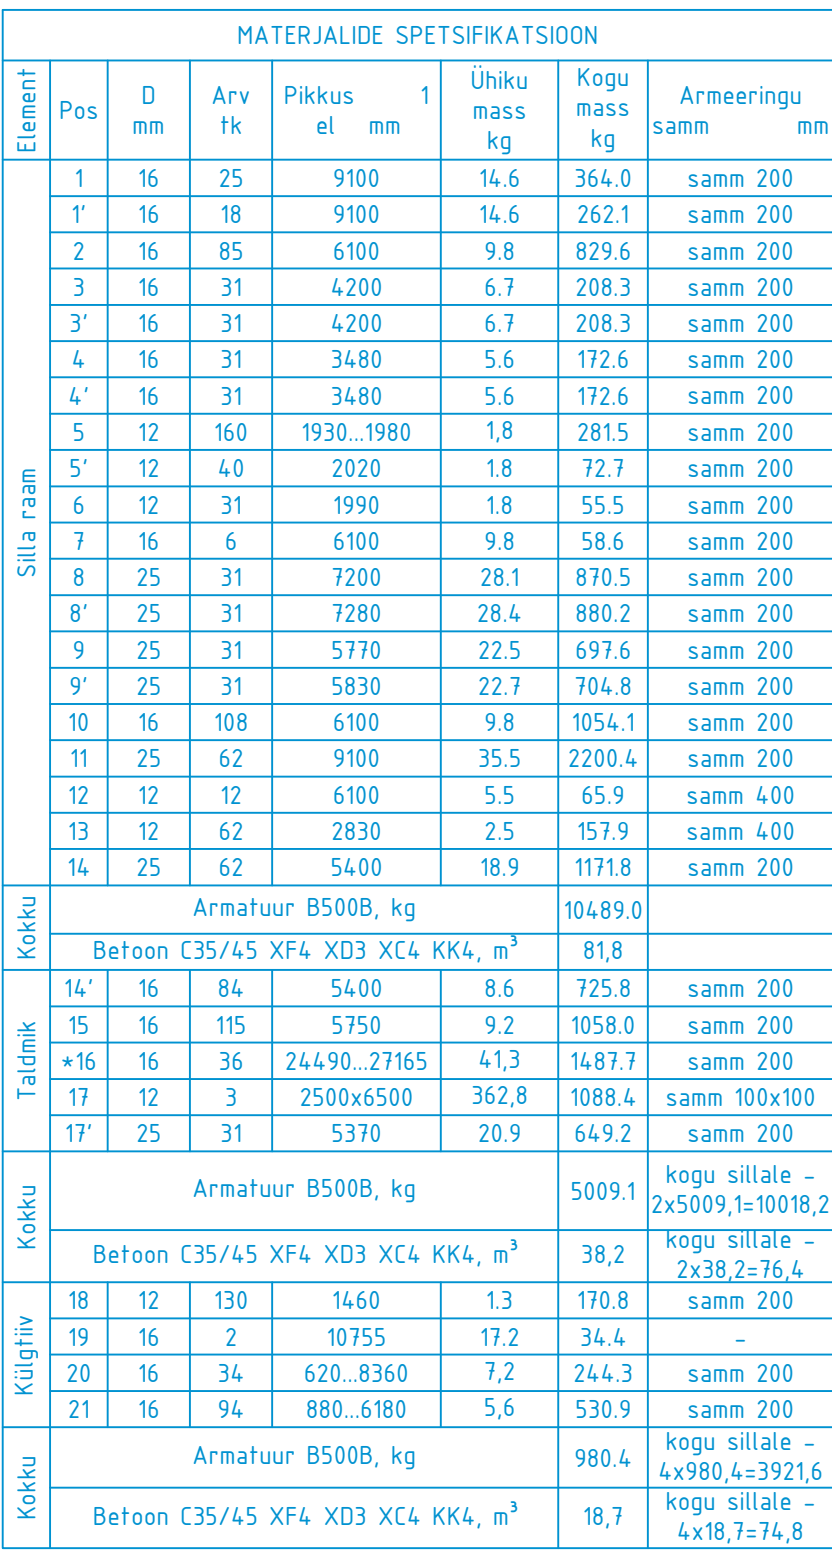 MATERJALIDE SPETSIFIKATSIOON
Element Pos D mm Arv tk Pikkus 1 el mm Ühiku mass kg Kogu mass kg Armeeringu samm mm
Silla raam
1 16 25 9100 14.6 364.0 samm 200
1' 16 18 9100 14.6 262.1 samm 200
2 16 85 6100 9.8 829.6 samm 200
3 16 31 4200 6.7 208.3 samm 200
3' 16 31 4200 6.7 208.3 samm 200
4 16 31 3480 5.6 172.6 samm 200
4' 16 31 3480 5.6 172.6 samm 200
5 12 160 1930...1980 1,8 281.5 samm 200
5' 12 40 2020 1.8 72.7 samm 200
6 12 31 1990 1.8 55.5 samm 200
7 16 6 6100 9.8 58.6 samm 200
8 25 31 7200 28.1 870.5 samm 200
8' 25 31 7280 28.4 880.2 samm 200
9 25 31 5770 22.5 697.6 samm 200
9' 25 31 5830 22.7 704.8 samm 200
10 16 108 6100 9.8 1054.1 samm 200
11 25 62 9100 35.5 2200.4 samm 200
12 12 12 6100 5.5 65.9 samm 400
13 12 62 2830 2.5 157.9 samm 400
14 25 62 5400 18.9 1171.8 samm 200
Kokku
Armatuur B500B, kg 10489.0
Betoon C35/45 XF4 XD3 XC4 KK4, m³ 81,8
Taldmik
14' 16 84 5400 8.6 725.8 samm 200
15 16 115 5750 9.2 1058.0 samm 200
*16 16 36 24490...27165 41,3 1487.7 samm 200
17 12 3 2500x6500 362,8 1088.4 samm 100x100
17' 25 31 5370 20.9 649.2 samm 200
Kokku
Armatuur B500B, kg 5009.1 kogu sillale -
2x5009,1=10018,2
Betoon C35/45 XF4 XD3 XC4 KK4, m³ 38,2 kogu sillale -
2x38,2=76,4
Külgtiiv
18 12 130 1460 1.3 170.8 samm 200
19 16 2 10755 17.2 34.4 -
20 16 34 620...8360 7,2 244.3 samm 200
21 16 94 880...6180 5,6 530.9 samm 200
Kokku
Armatuur B500B, kg 980.4 kogu sillale -
4x980,4=3921,6
Betoon C35/45 XF4 XD3 XC4 KK4, m³ 18,7 kogu sillale -
4x18,7=74,8